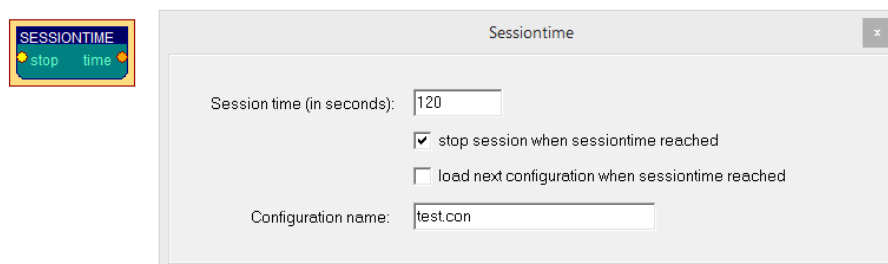 SESSIONTIME
stop time
Sessiontime
x
Session time (in seconds): 120
stop session when sessiontime reached
load next configuration when sessiontime reached
Configuration name: test.con